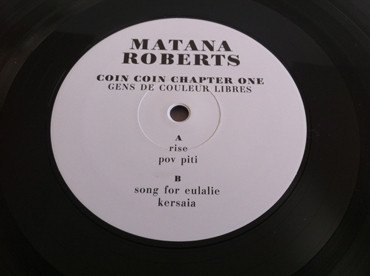 MATANA
ROBERTS
COIN COIN CHAPTER ONE
GENS DE COULEUR LIBRES
A
rise
pov piti
B
song for eulalie
kersaia